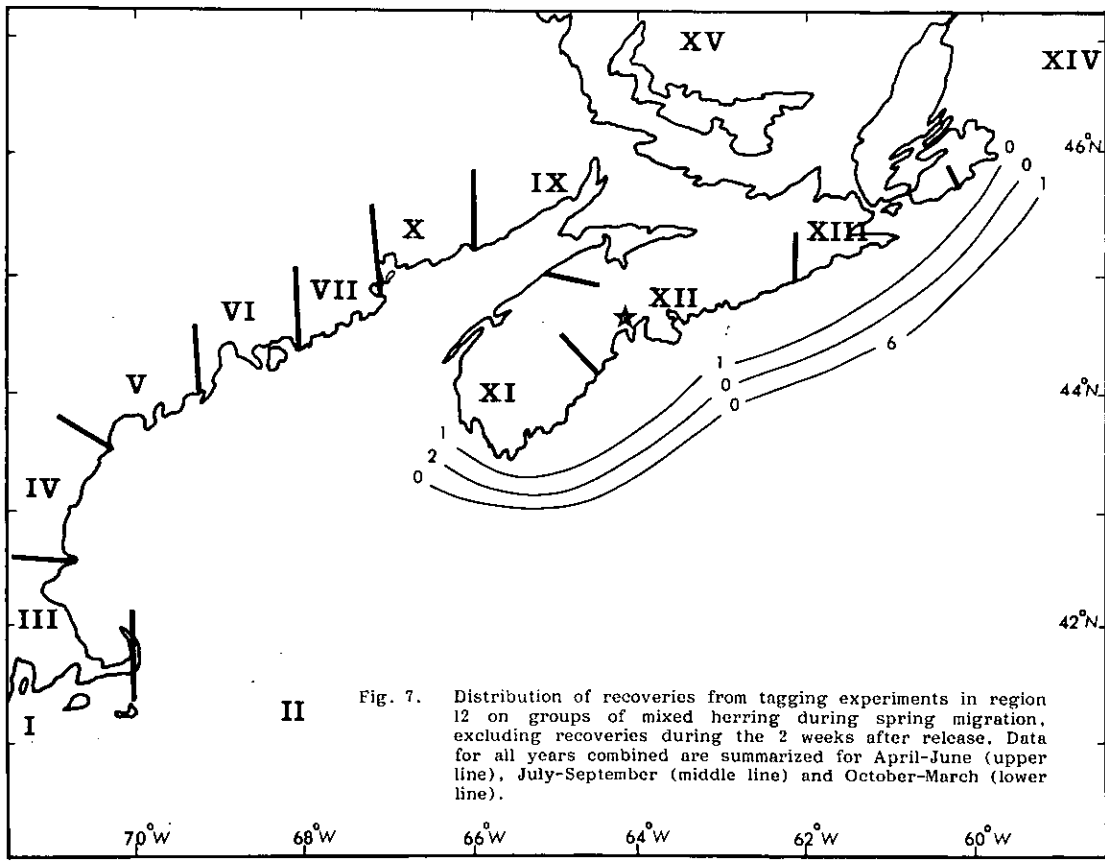 XV
XIV
46°N
0
0
1
IX
X
XIII
VII
VI
XII
6
V
1
0
0
44°N
XI
1
2
0
IV
III
42°N
I
II
Fig. 7. Distribution of recoveries from tagging experiments in region
12 on groups of mixed herring during spring migration,
excluding recoveries during the 2 weeks after release. Data
for all years combined are summarized for April-June (upper
line), July-September (middle line) and October-March (lower
line).
70°W 68°W 66°W 64°W 62°W 60°W